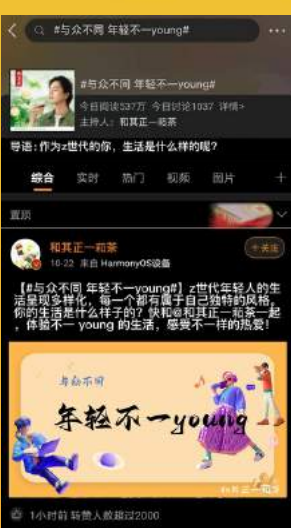 #与众不同 年轻不一young#
#与众不同 年轻不一young#
今日阅读537万 今日讨论1037 详情>
主持人：和其正一茹茶
导语：作为z世代的你，生活是什么样的呢？
综合 实时 热门 视频 图片
置顶
和其正一茹茶
+关注
10-22 来自 HarmonyOS设备
【#与众不同 年轻不一young#】z世代年轻人的生
活呈现多样化，每一个都有属于自己独特的风格，
你的生活是什么样子的？快和@和其正一茹茶一起
，体验不一 young 的生活，感受不一样的热爱！
与众不同
年轻不一young
1小时前 转赞人数超过2000